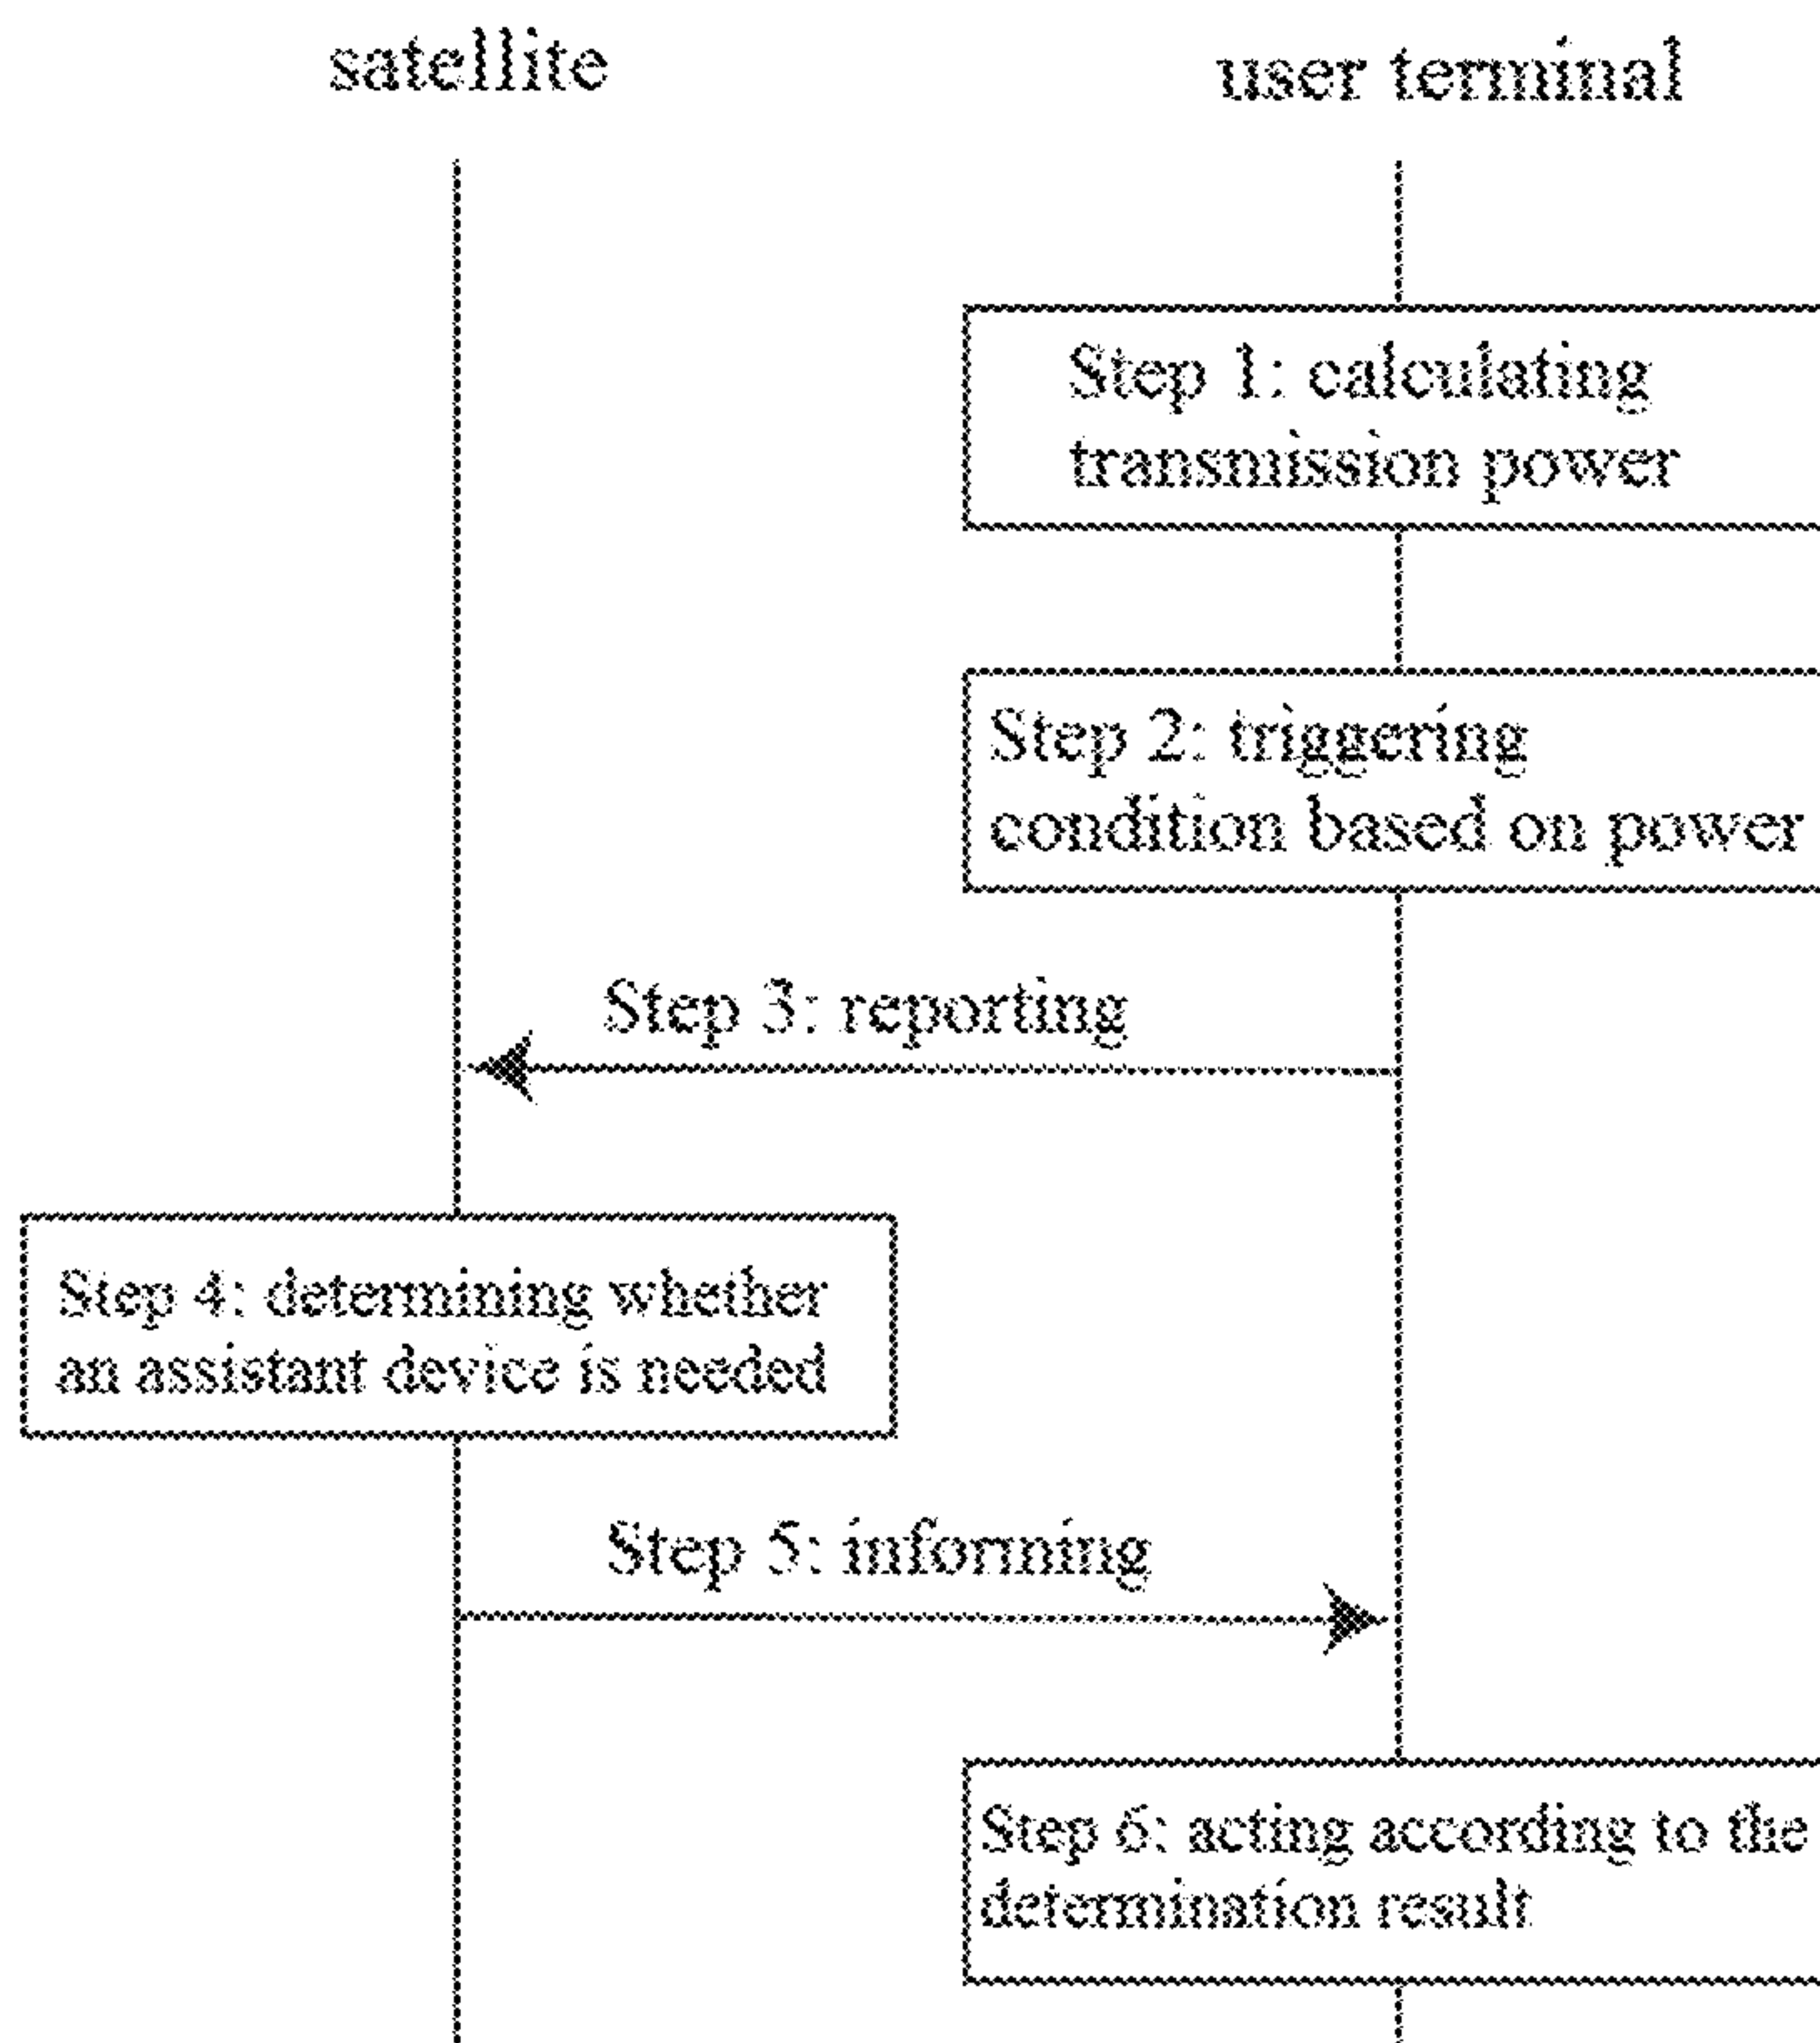 satellite
user terminal
Step 1: calculating
transmission power
Step 2: triggering
condition based on power
Step 3: reporting
Step 4: determining whether
an assistant device is needed
Step 5: informing
Step 6: acting according to the
determination result